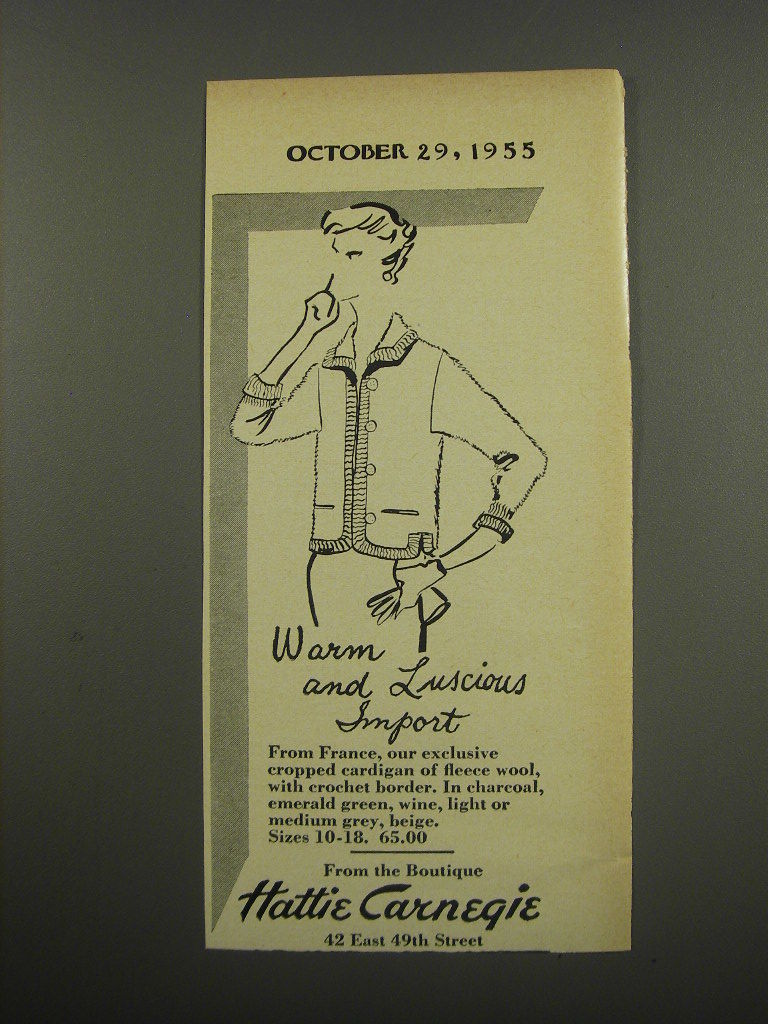 OCTOBER 29, 1955
Warm
and Luscious
Import
From France, our exclusive
cropped cardigan of fleece wool,
with crochet border. In charcoal,
emerald green, wine, light or
medium grey, beige.
Sizes 10-18. 65.00
From the Boutique
Hattie Carnegie
42 East 49th Street